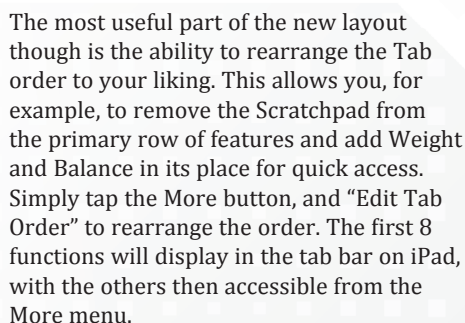 The most useful part of the new layout
though is the ability to rearrange the Tab
order to your liking. This allows you, for
example, to remove the Scratchpad from
the primary row of features and add Weight
and Balance in its place for quick access.
Simply tap the More button, and “Edit Tab
Order” to rearrange the order. The first 8
functions will display in the tab bar on iPad,
with the others then accessible from the
More menu.